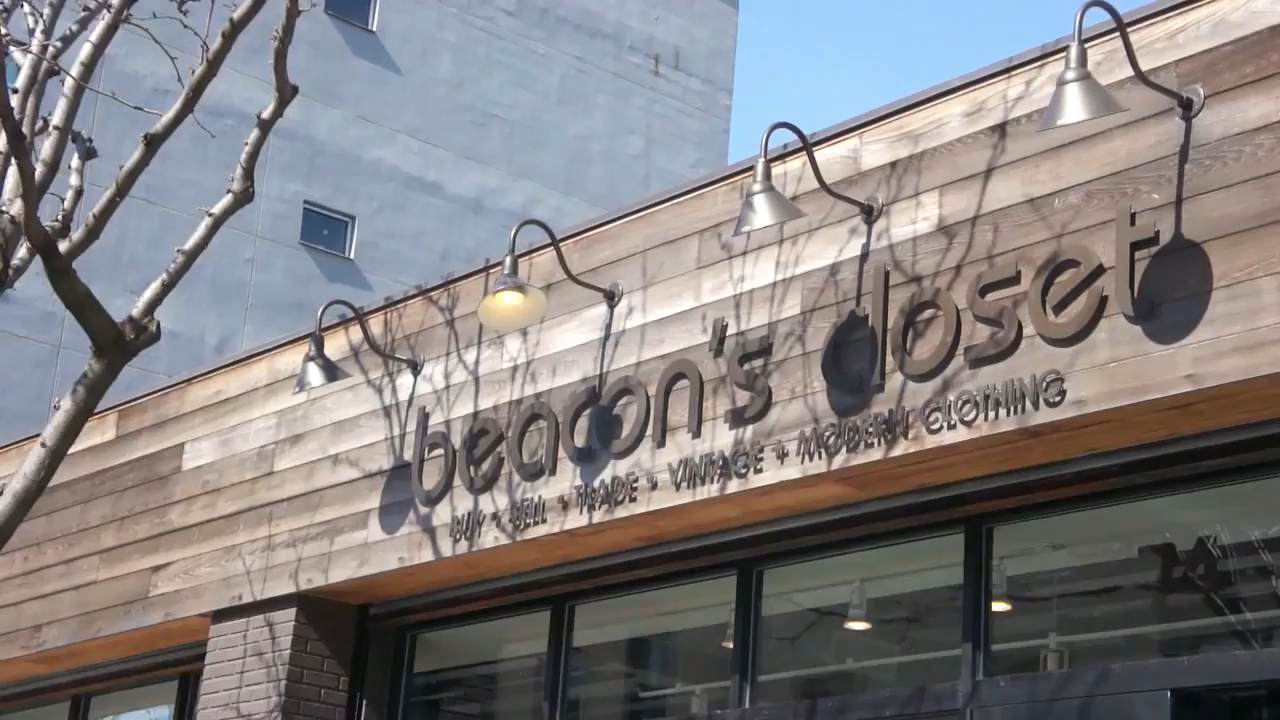 beacon's closet
BUY + SELL + TRADE + VINTAGE + MODERN CLOTHING